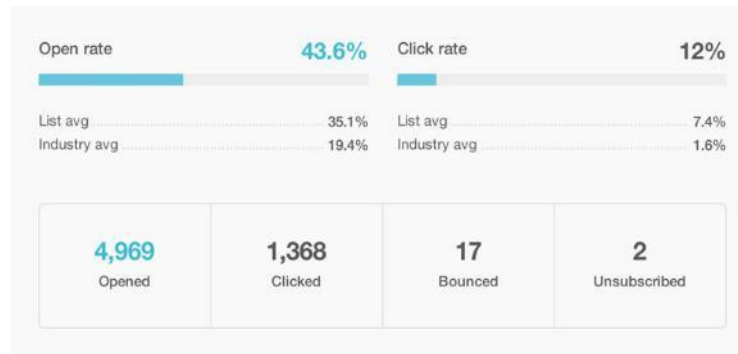 Open rate 43.6% Click rate 12%
List avg 35.1% List avg 7.4%
Industry avg 19.4% Industry avg 1.6%
4,969 1,368 17 2
Opened Clicked Bounced Unsubscribed